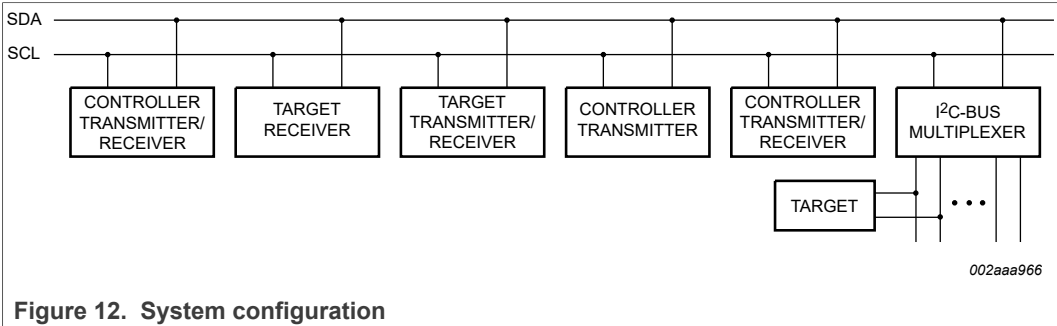 SDA
SCL
CONTROLLER
TRANSMITTER/
RECEIVER
TARGET
RECEIVER
TARGET
TRANSMITTER/
RECEIVER
CONTROLLER
TRANSMITTER
CONTROLLER
TRANSMITTER/
RECEIVER
I²C-BUS
MULTIPLEXER
TARGET
002aaa966
Figure 12. System configuration